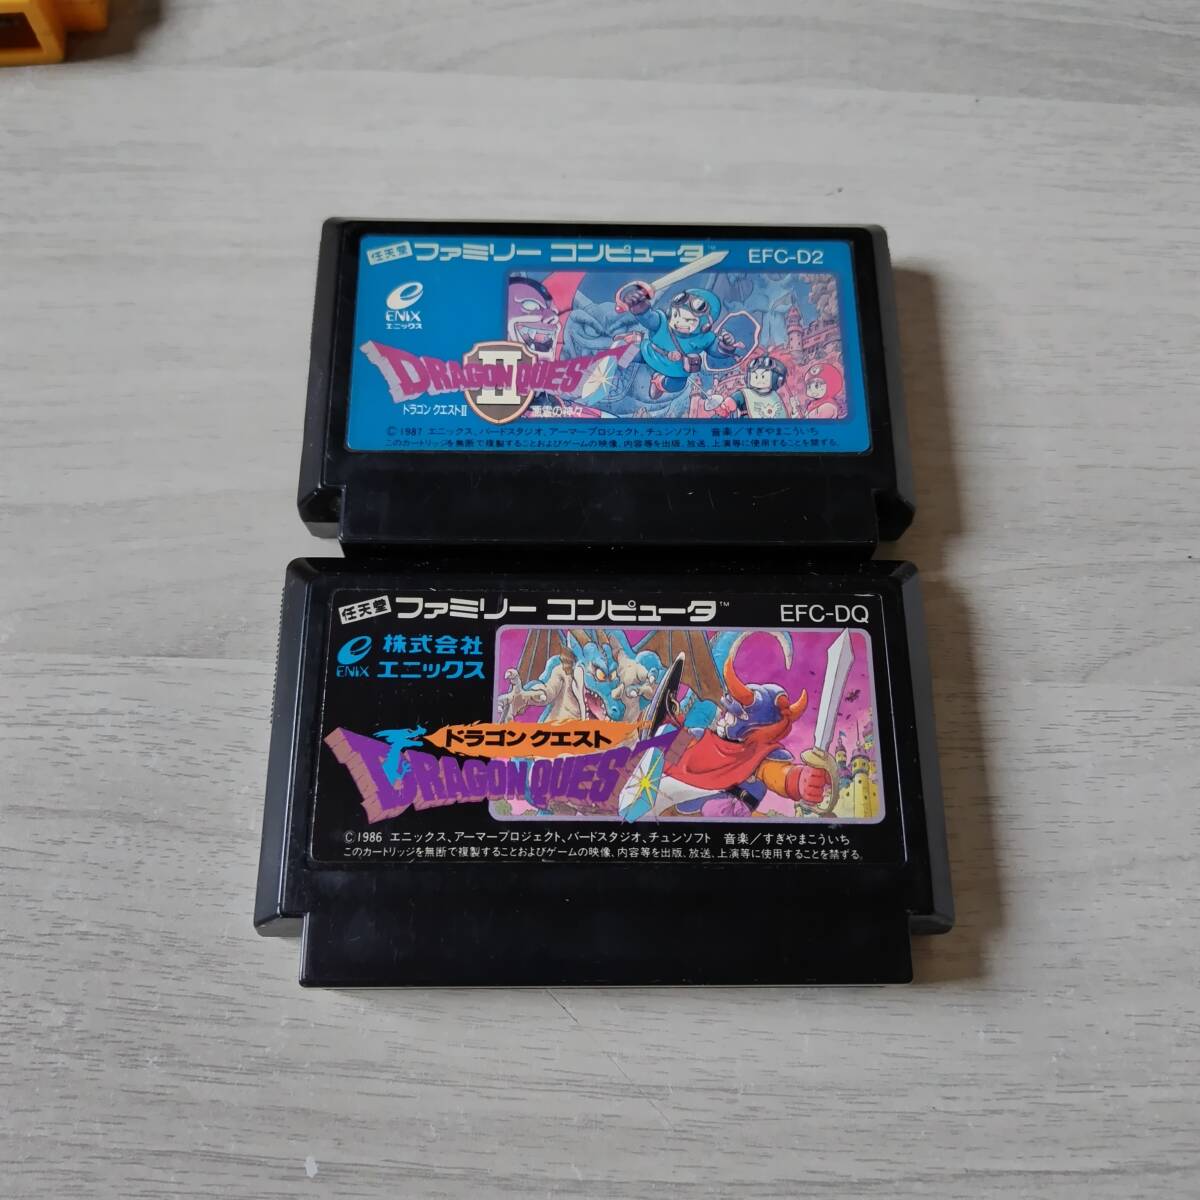 任天堂 ファミリー コンピュータ™ EFC-D2
ENIX
エニックス
DRAGON QUEST
II
ドラゴンクエストII 悪霊の神々
©1987 エニックス、バードスタジオ、アーマープロジェクト、チュンソフト 音楽／すぎやまこういち
このカートリッジを無断で複製することおよびゲームの映像、内容等を出版、放送、上演等に使用することを禁ずる。
任天堂 ファミリー コンピュータ™ EFC-DQ
ENIX 株式会社
エニックス
ドラゴン クエスト
DRAGON QUEST
©1986 エニックス、アーマープロジェクト、バードスタジオ、チュンソフト 音楽／すぎやまこういち
このカートリッジを無断で複製することおよびゲームの映像、内容等を出版、放送、上演等に使用することを禁ずる。